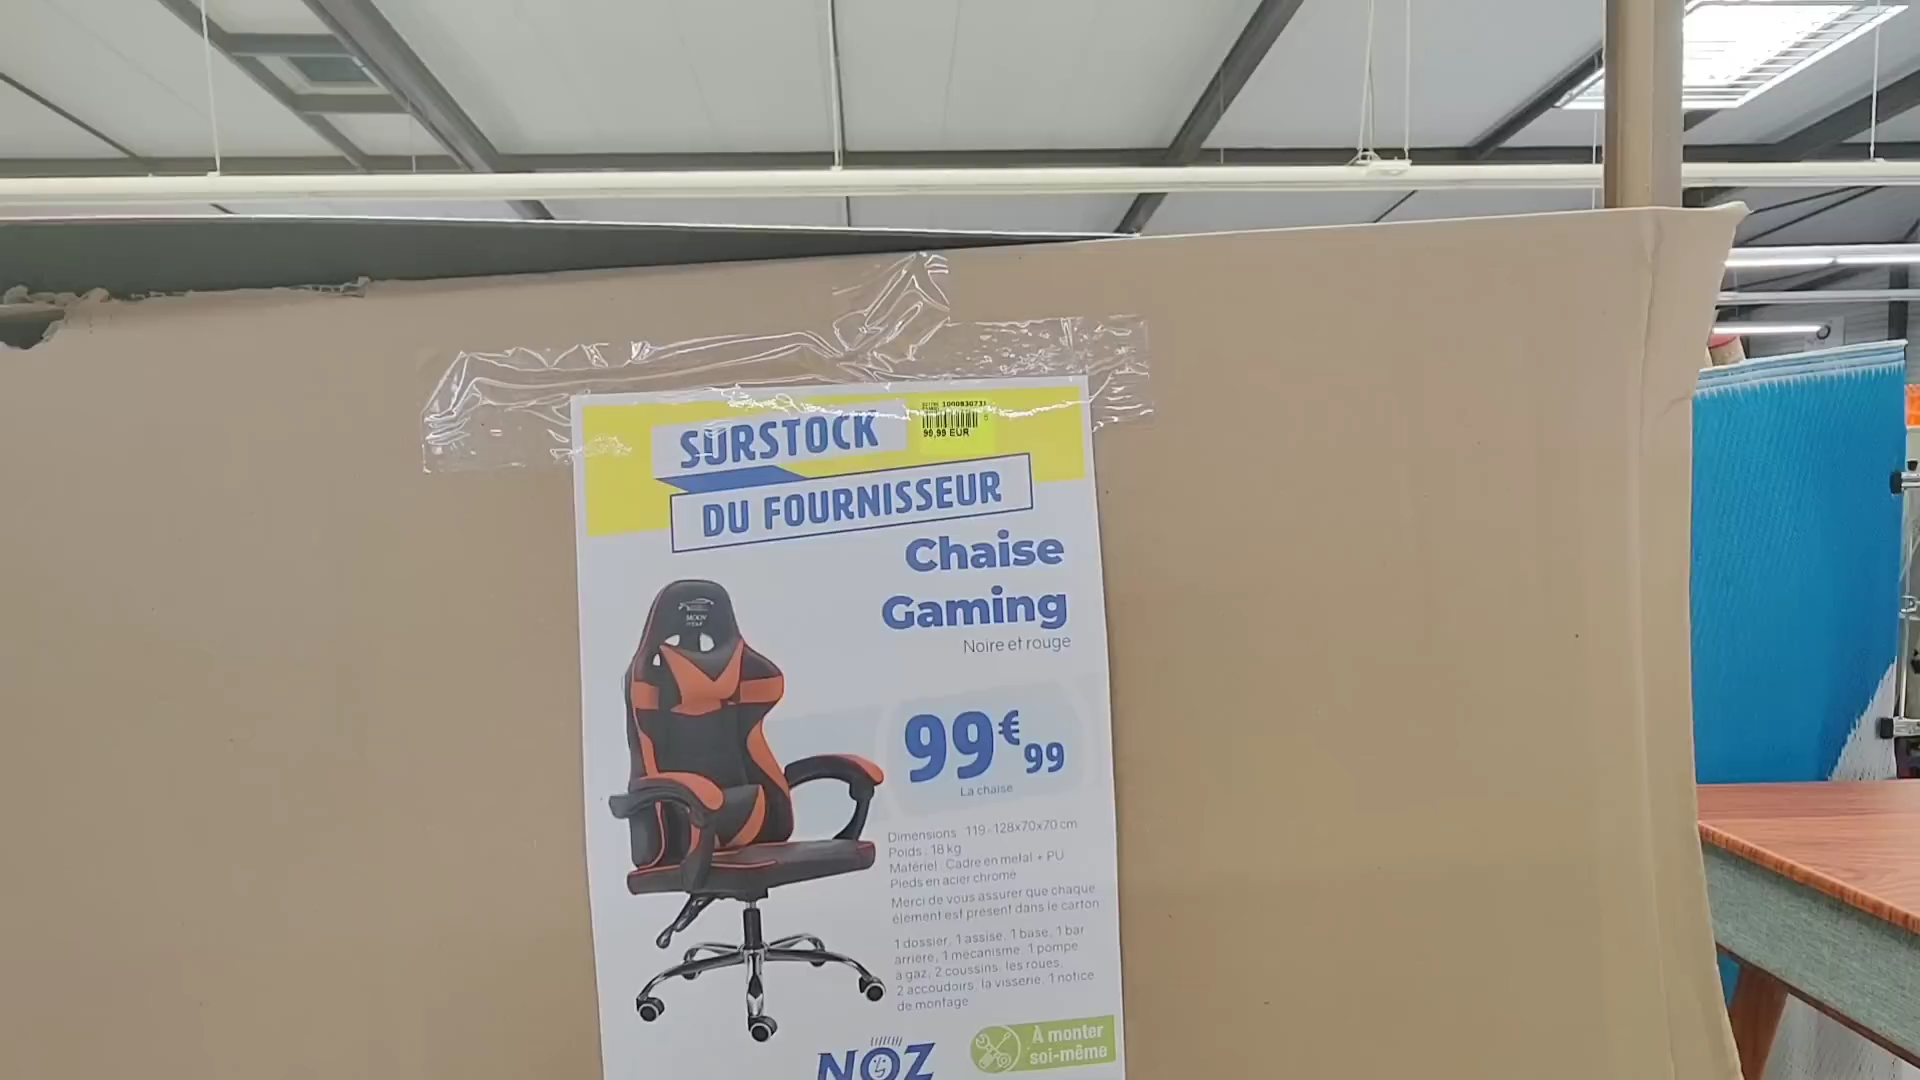 1000830731
99,99 EUR
SURSTOCK
DU FOURNISSEUR
Chaise
Gaming
Noire et rouge
MOON
99€99
La chaise
Dimensions : 119-128x70x70 cm
Poids : 18 kg
Matériel : Cadre en métal + PU
Pieds en acier chromé
Merci de vous assurer que chaque
élément est présent dans le carton
1 dossier, 1 assise, 1 base, 1 bar
arrière, 1 mécanisme, 1 pompe
à gaz, 2 coussins, les roues,
2 accoudoirs, la visserie, 1 notice
de montage
À monter
soi-même
NOZ